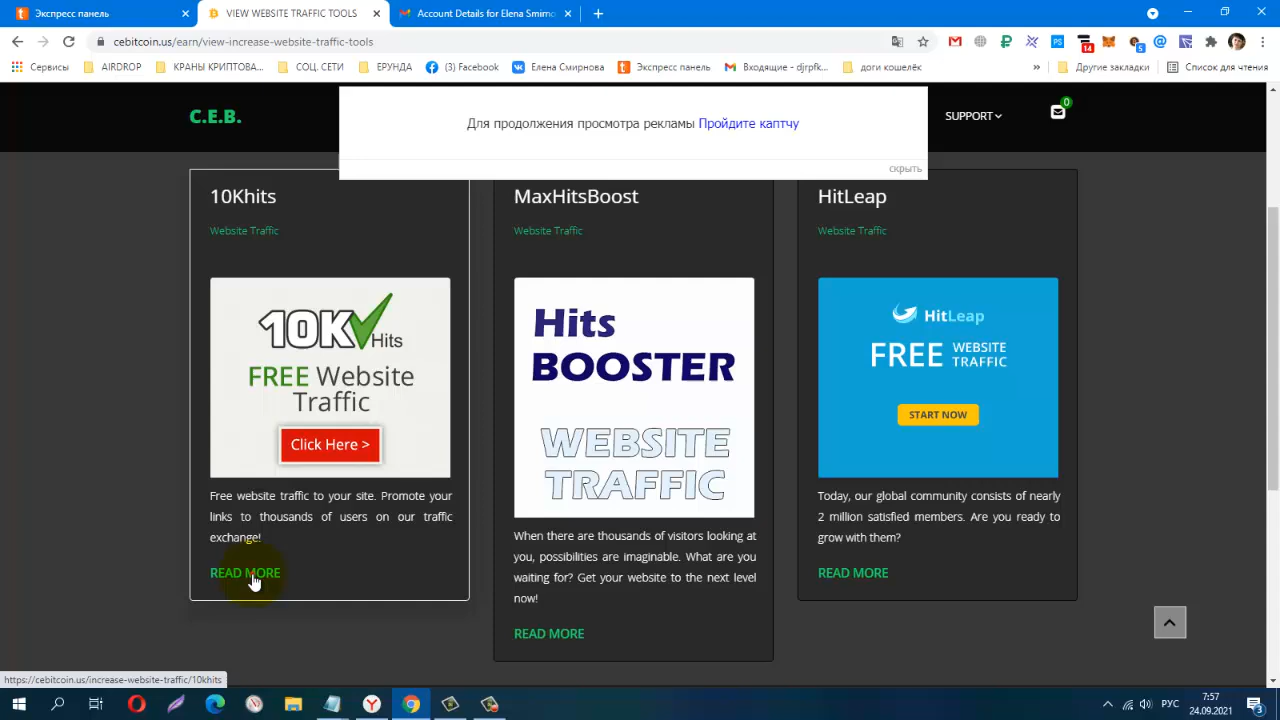 Экспресс панель
VIEW WEBSITE TRAFFIC TOOLS
Account Details for Elena Smirno
cebitcoin.us/earn/view-increase-website-traffic-tools
Сервисы
AIRDROP
КРАНЫ КРИПТОВА...
СОЦ. СЕТИ
ЕРУНДА
(3) Facebook
Елена Смирнова
Экспресс панель
Входящие - djrpfk...
доги кошелёк
»
Другие закладки
Список для чтения
C.E.B.
Для продолжения просмотра рекламы Пройдите каптчу
скрыть
SUPPORT
0
10Khits
Website Traffic
10K Hits
FREE Website
Traffic
Click Here >
Free website traffic to your site. Promote your
links to thousands of users on our traffic
exchange!
READ MORE
MaxHitsBoost
Website Traffic
Hits
BOOSTER
WEBSITE
TRAFFIC
When there are thousands of visitors looking at
you, possibilities are imaginable. What are you
waiting for? Get your website to the next level
now!
READ MORE
HitLeap
Website Traffic
HitLeap
FREE WEBSITE
TRAFFIC
START NOW
Today, our global community consists of nearly
2 million satisfied members. Are you ready to
grow with them?
READ MORE
https://cebitcoin.us/increase-website-traffic/10khits
РУС
7:57
24.09.2021